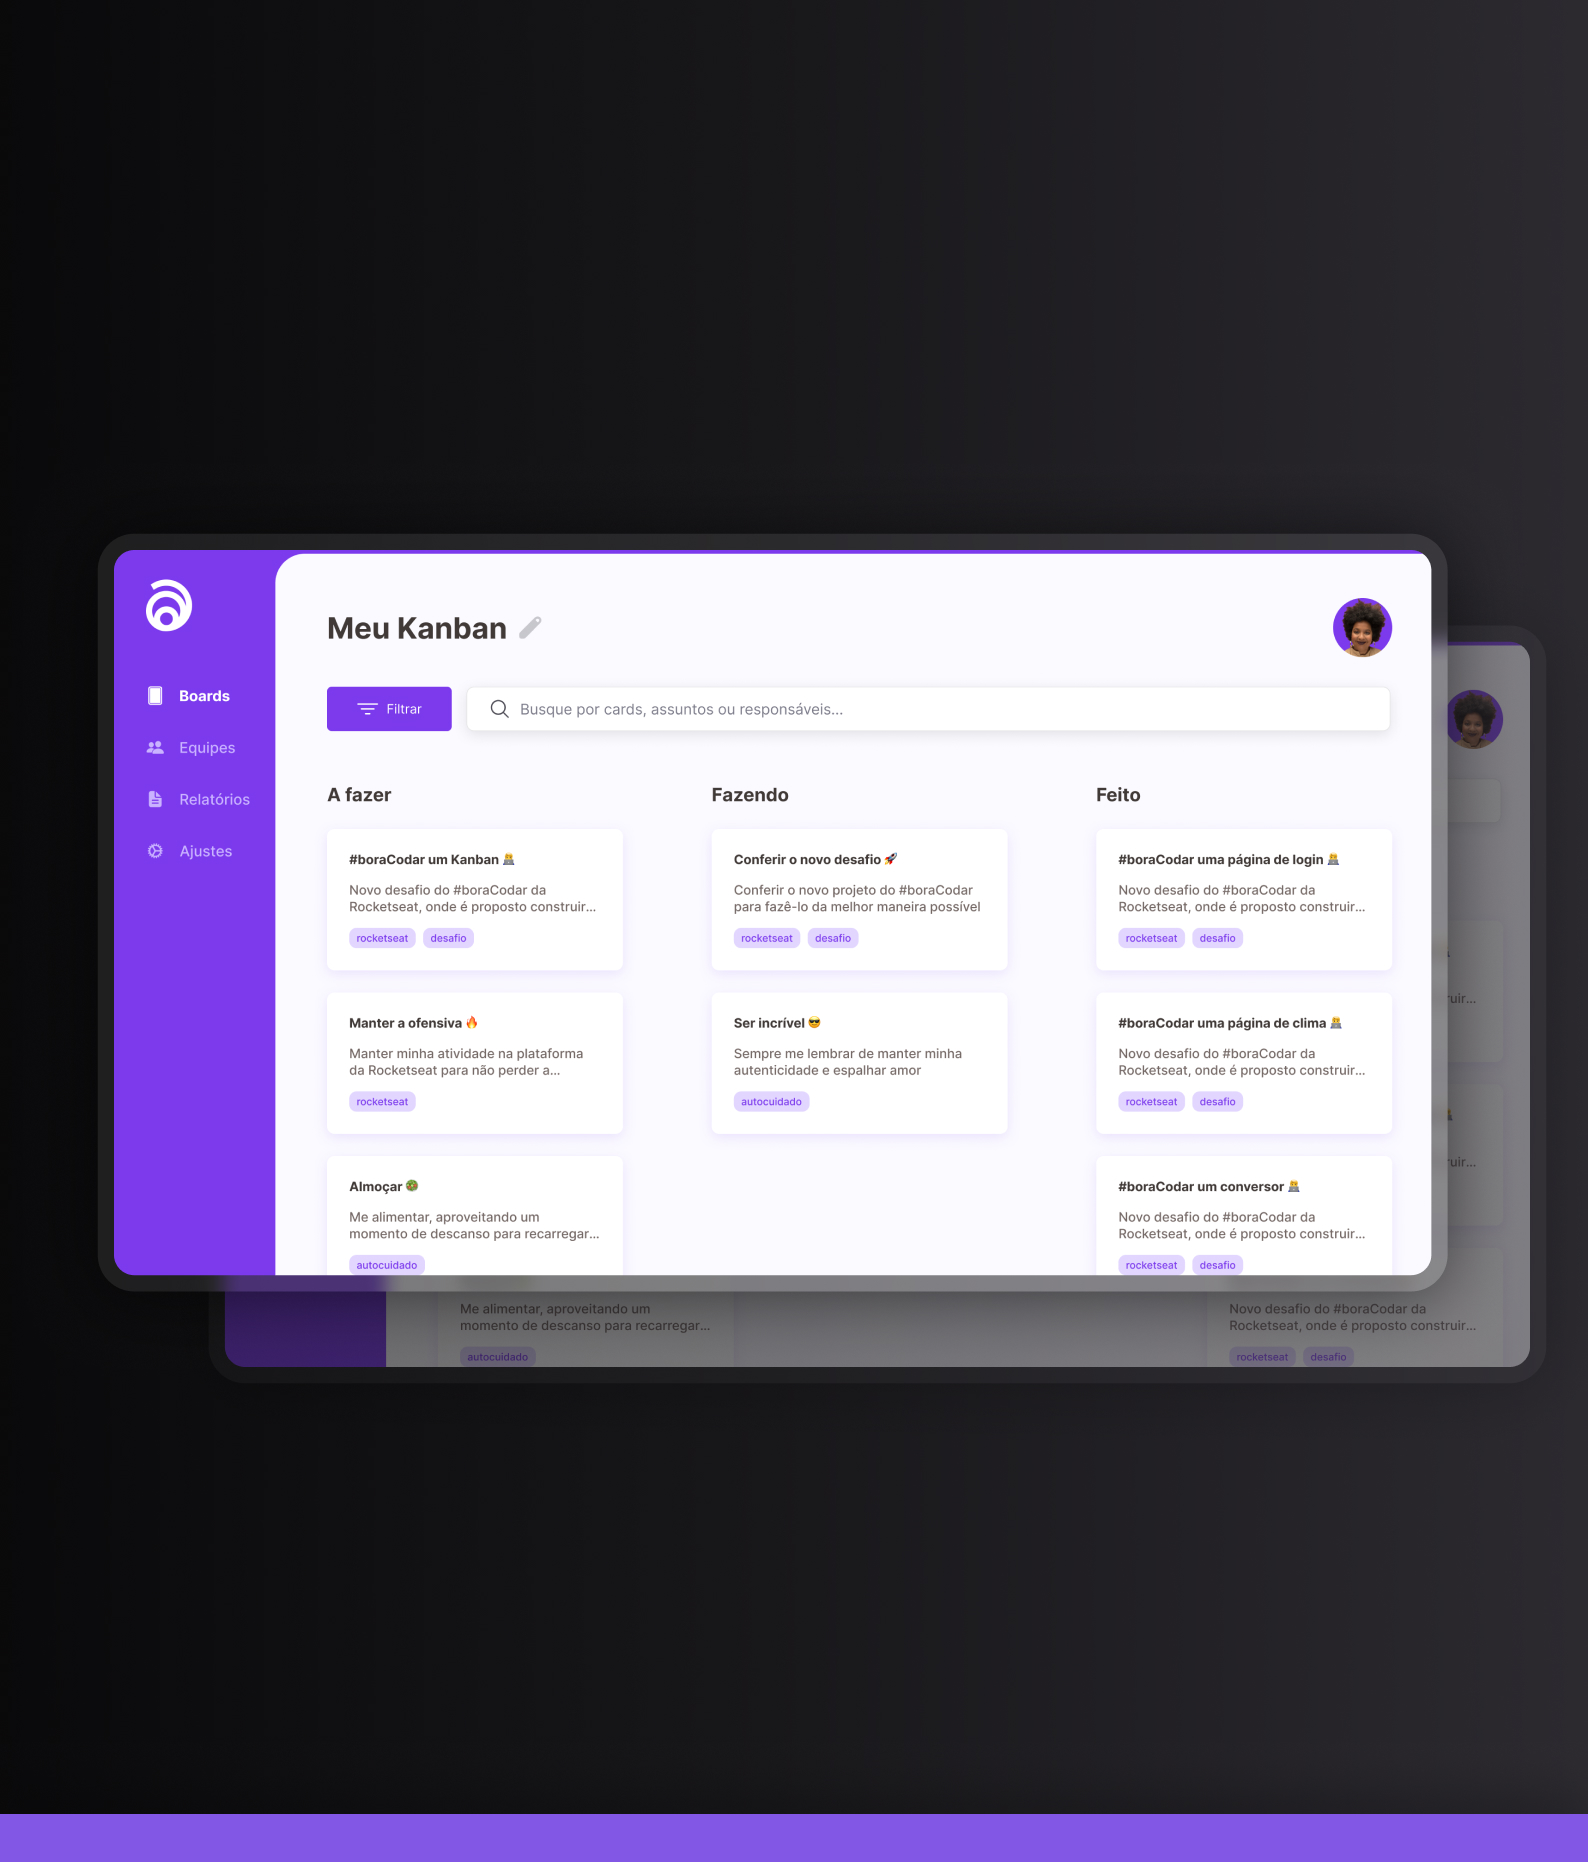 Meu Kanban
Boards
Equipes
Relatórios
Ajustes
Filtrar
Busque por cards, assuntos ou responsáveis...
A fazer
#boraCodar um Kanban 🧑‍💻
Novo desafio do #boraCodar da
Rocketseat, onde é proposto construir...
rocketseat desafio
Manter a ofensiva 🔥
Manter minha atividade na plataforma
da Rocketseat para não perder a...
rocketseat
Almoçar 🥗
Me alimentar, aproveitando um
momento de descanso para recarregar...
autocuidado
Fazendo
Conferir o novo desafio 🚀
Conferir o novo projeto do #boraCodar
para fazê-lo da melhor maneira possível
rocketseat desafio
Ser incrível 😎
Sempre me lembrar de manter minha
autenticidade e espalhar amor
autocuidado
Feito
#boraCodar uma página de login 🧑‍💻
Novo desafio do #boraCodar da
Rocketseat, onde é proposto construir...
rocketseat desafio
#boraCodar uma página de clima 🧑‍💻
Novo desafio do #boraCodar da
Rocketseat, onde é proposto construir...
rocketseat desafio
#boraCodar um conversor 🧑‍💻
Novo desafio do #boraCodar da
Rocketseat, onde é proposto construir...
rocketseat desafio
Me alimentar, aproveitando um
momento de descanso para recarregar...
autocuidado
Novo desafio do #boraCodar da
Rocketseat, onde é proposto construir...
rocketseat desafio